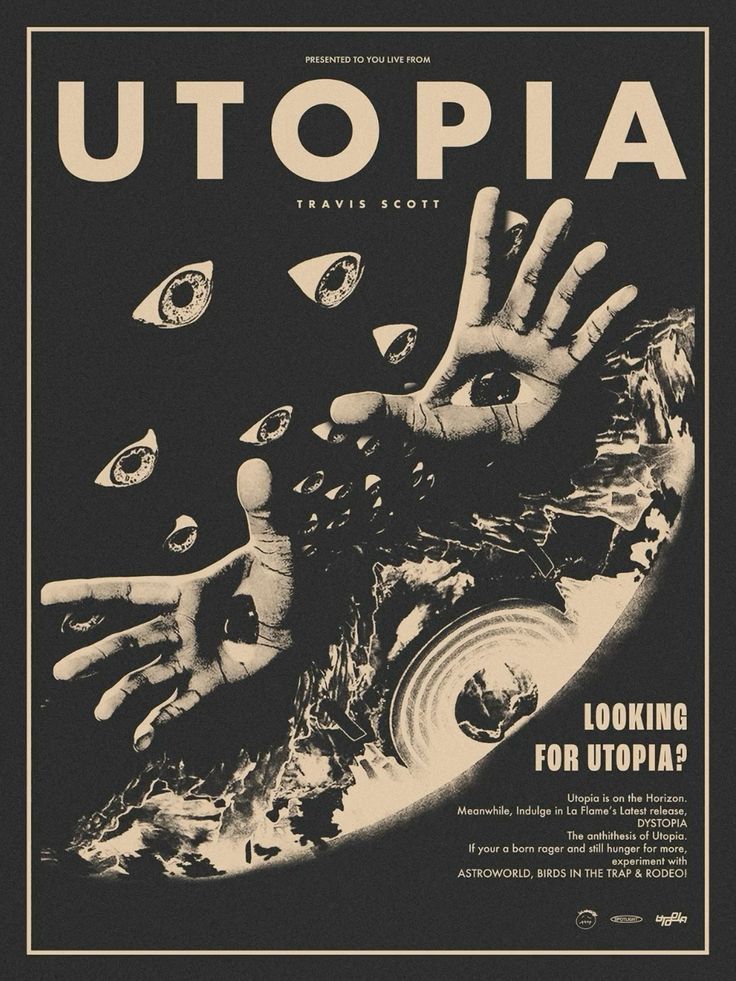 PRESENTED TO YOU LIVE FROM
UTOPIA
TRAVIS SCOTT
LOOKING
FOR UTOPIA?
Utopia is on the Horizon.
Meanwhile, Indulge in La Flame's Latest release,
DYSTOPIA
The anthithesis of Utopia.
If your a born rager and still hunger for more,
experiment with
ASTROWORLD, BIRDS IN THE TRAP & RODEO!
SPOTLIGHT
UTOPIA